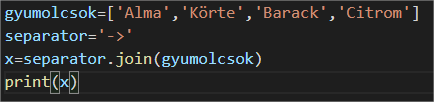 gyumolcsok=['Alma','Körte','Barack','Citrom']
separator='->'
x=separator.join(gyumolcsok)
print(x)